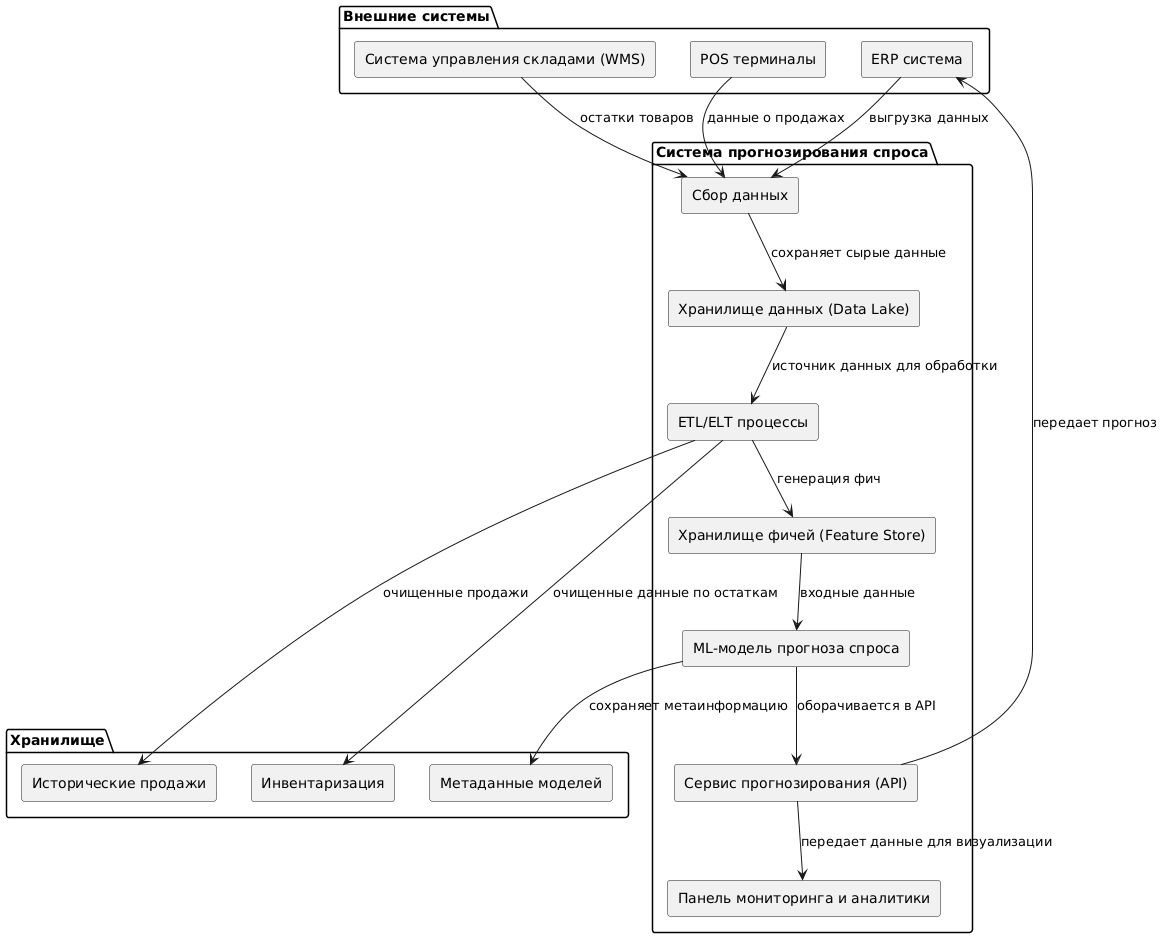 Внешние системы
Система управления складами (WMS)
POS терминалы
ERP система
остатки товаров
данные о продажах
выгрузка данных
Система прогнозирования спроса
Сбор данных
сохраняет сырые данные
Хранилище данных (Data Lake)
источник данных для обработки
ETL/ELT процессы
передает прогноз
генерация фич
Хранилище фичей (Feature Store)
очищенные продажи
очищенные данные по остаткам
входные данные
ML-модель прогноза спроса
сохраняет метаинформацию
оборачивается в API
Хранилище
Исторические продажи
Инвентаризация
Метаданные моделей
Сервис прогнозирования (API)
передает данные для визуализации
Панель мониторинга и аналитики